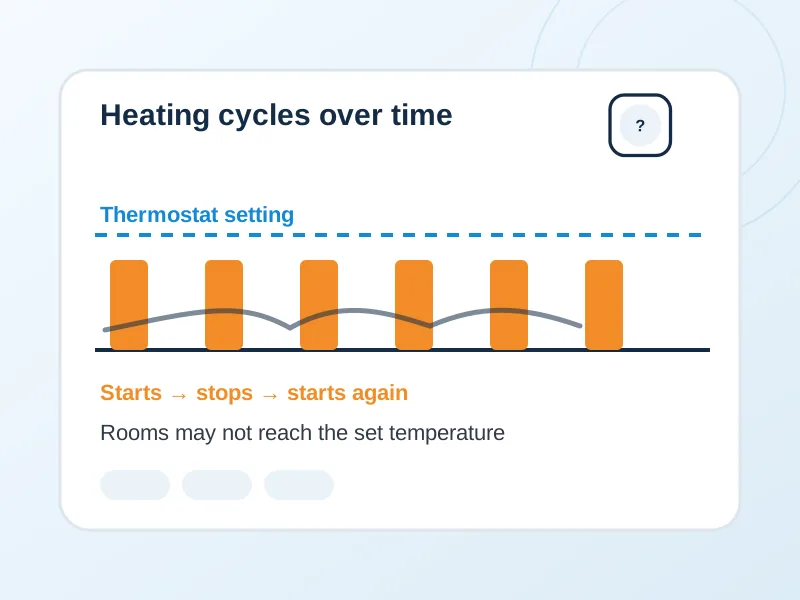 Heating cycles over time
?
Thermostat setting
Starts → stops → starts again
Rooms may not reach the set temperature